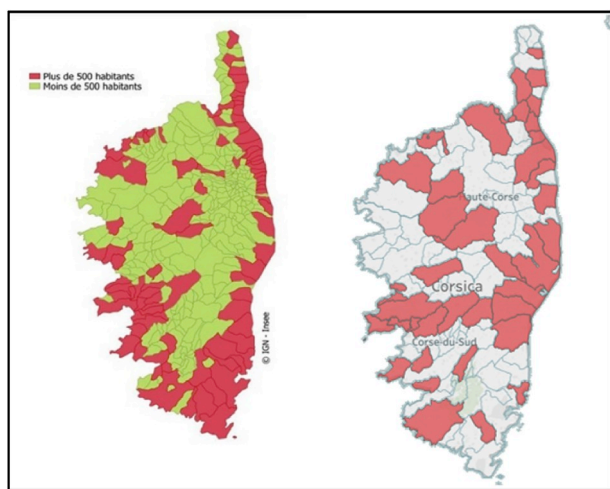 Plus de 500 habitants
Moins de 500 habitants
© IGN - Insee
Haute-Corse
Corsica
Corse-du-Sud